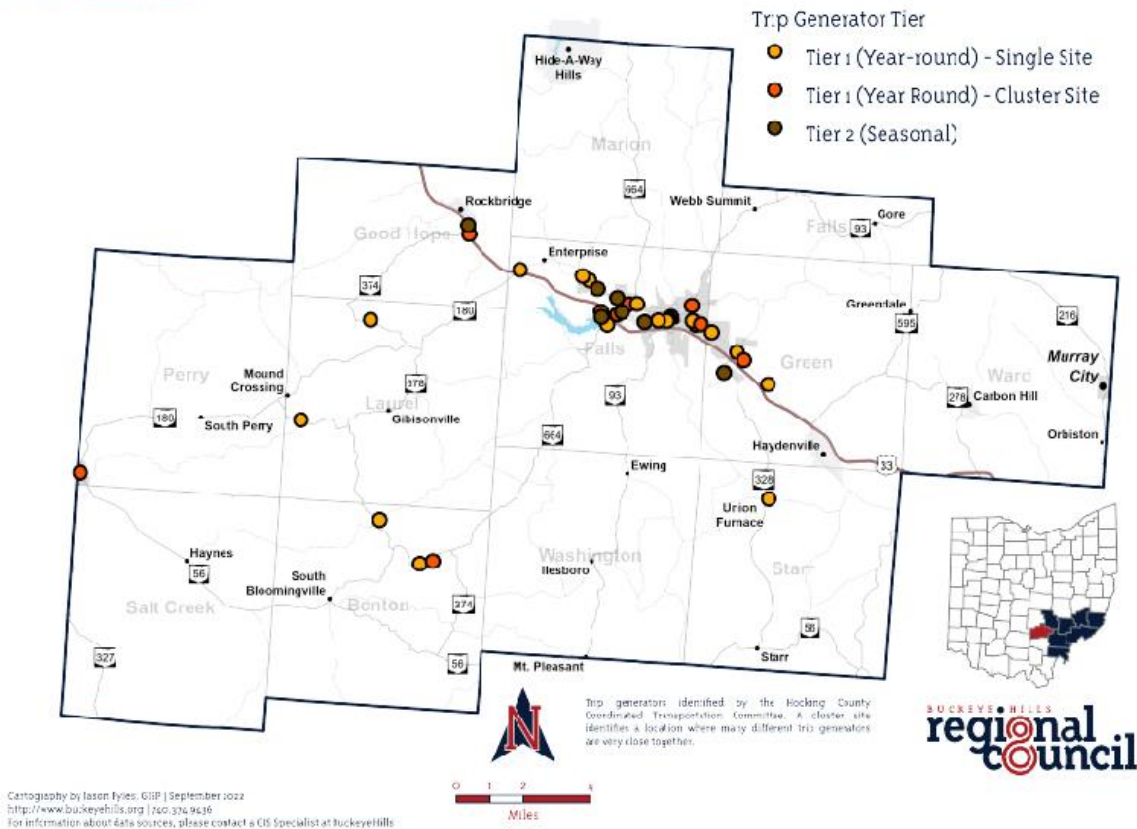 Trip Generator Tier
Tier 1 (Year-round) - Single Site
Tier 1 (Year Round) - Cluster Site
Tier 2 (Seasonal)
Hide-A-Way
Hills
Marion
664
Rockbridge
Webb Summit
Gore
Falls
93
Good Hope
Enterprise
374
180
Greendale
595
216
Falls
Green
Murray
City
Perry
Mound
Crossing
378
Laurel
93
Ward
278
Carbon Hill
180
South Perry
Gibisonville
664
Orbiston
Haydenville
33
Ewing
328
Union
Furnace
Haynes
56
South
Bloomingville
Washington
Ilesboro
Starr
Salt Creek
Benton
374
56
327
56
Mt. Pleasant
Starr
N
Trip generators identified by the Hocking County
Coordinated Transportation Committee. A cluster site
identifies a location where many different trip generators
are very close together.
BUCKEYE HILLS
regional
council
0 1 2 4
Miles
Cartography by Jason Pyles, GISP | September 2022
http://www.buckeyehills.org | 740.374.9436
For information about data sources, please contact a GIS Specialist at BuckeyeHills